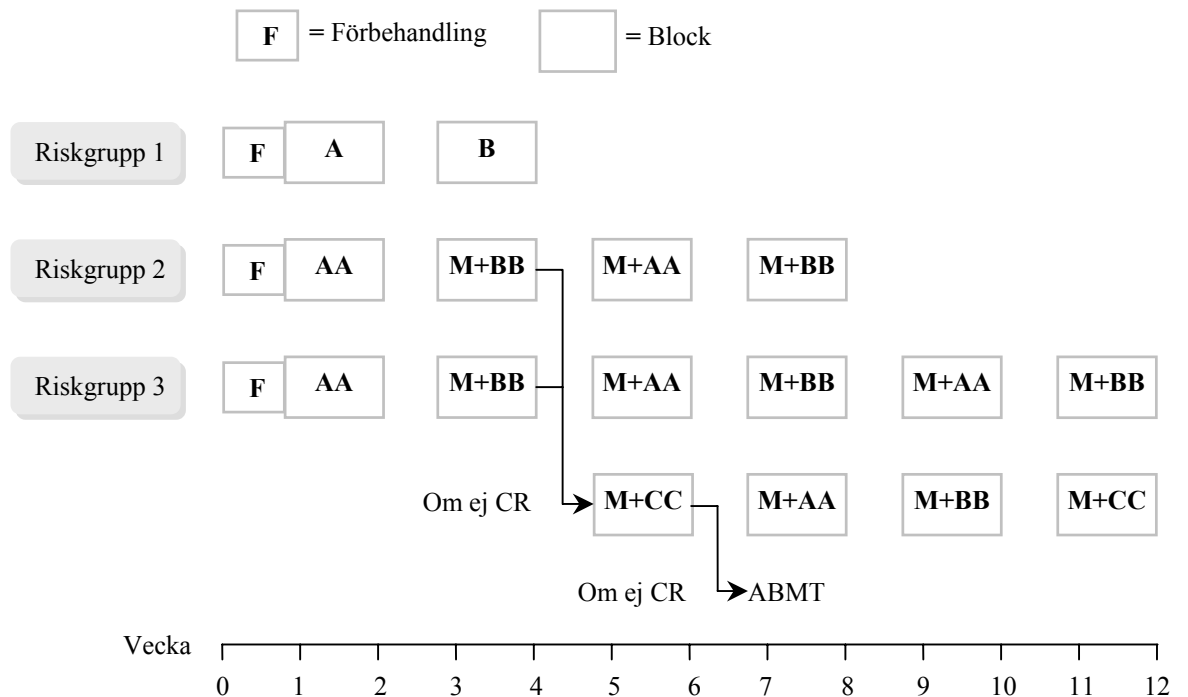 F = Förbehandling = Block
Riskgrupp 1 F A B
Riskgrupp 2 F AA M+BB M+AA M+BB
Riskgrupp 3 F AA M+BB M+AA M+BB M+AA M+BB
Om ej CR M+CC M+AA M+BB M+CC
Om ej CR ABMT
Vecka
0 1 2 3 4 5 6 7 8 9 10 11 12